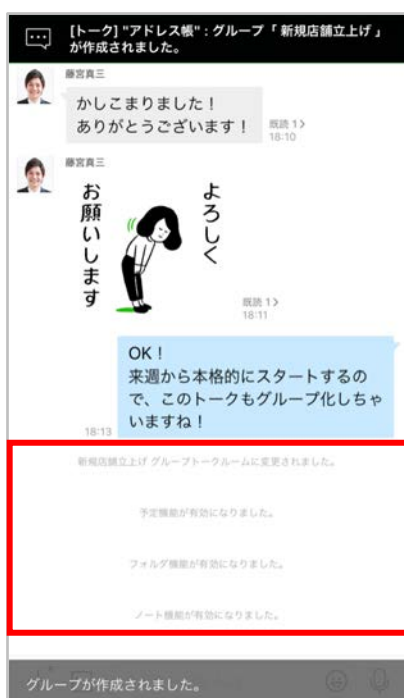 [トーク] "アドレス帳" : グループ「 新規店舗立上げ 」
が作成されました。
藤宮真三
かしこまりました！
ありがとうございます！
既読 1 >
18:10
藤宮真三
よろしく
お願いします
既読 1 >
18:11
OK！
来週から本格的にスタートするの
で、このトークもグループ化しちゃ
いますね！
18:13
新規店舗立上げ グループトークルームに変更されました。
予定機能が有効になりました。
フォルダ機能が有効になりました。
ノート機能が有効になりました。
グループが作成されました。